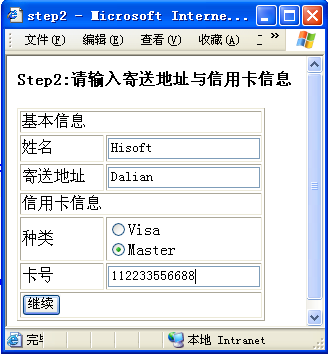 step2 - Microsoft Interne...
文件(F) 编辑(E) 查看(V) 收藏(A)
Step2:请输入寄送地址与信用卡信息
基本信息
姓名 Hisoft
寄送地址 Dalian
信用卡信息
种类 Visa
Master
卡号 112233556688
继续
本地 Intranet